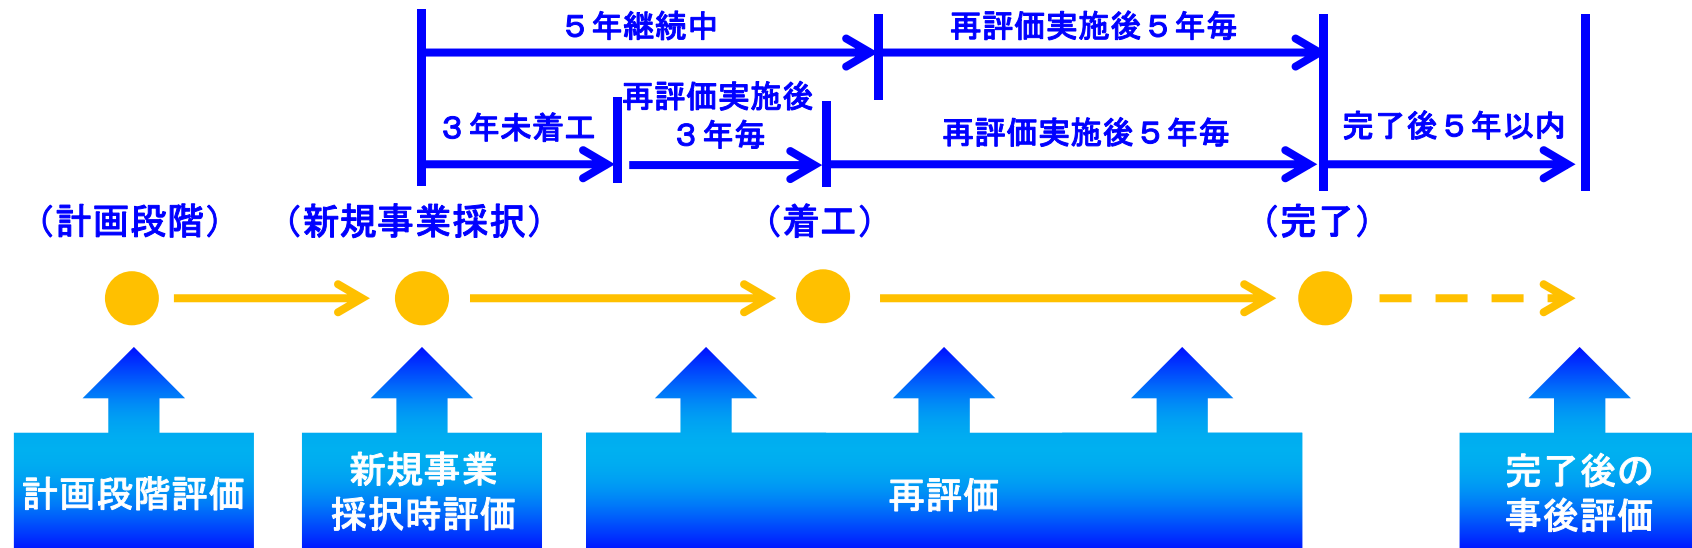 ５年継続中
再評価実施後５年毎
再評価実施後
３年毎
３年未着工
再評価実施後５年毎
完了後５年以内
（計画段階）
（新規事業採択）
（着工）
（完了）
計画段階評価
新規事業
採択時評価
再評価
完了後の
事後評価